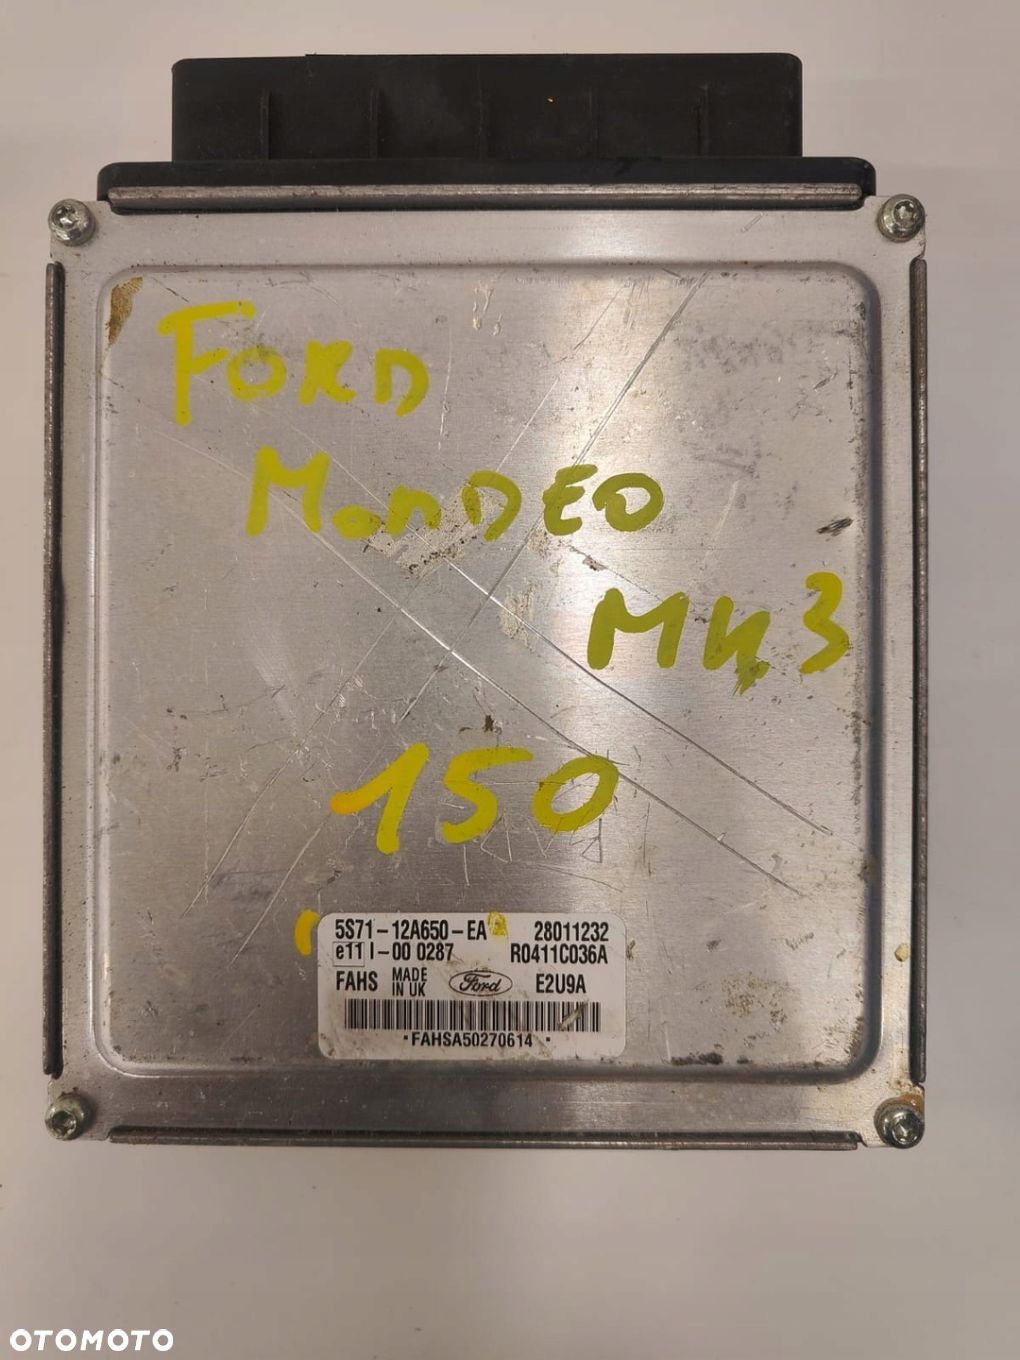 FORD
MONDEO
MK3
150
5S71-12A650-EA 28011232
e11 I-00 0287 R0411C036A
FAHS MADE IN UK Ford E2U9A
·FAHSA50270614·
OTOMOTO